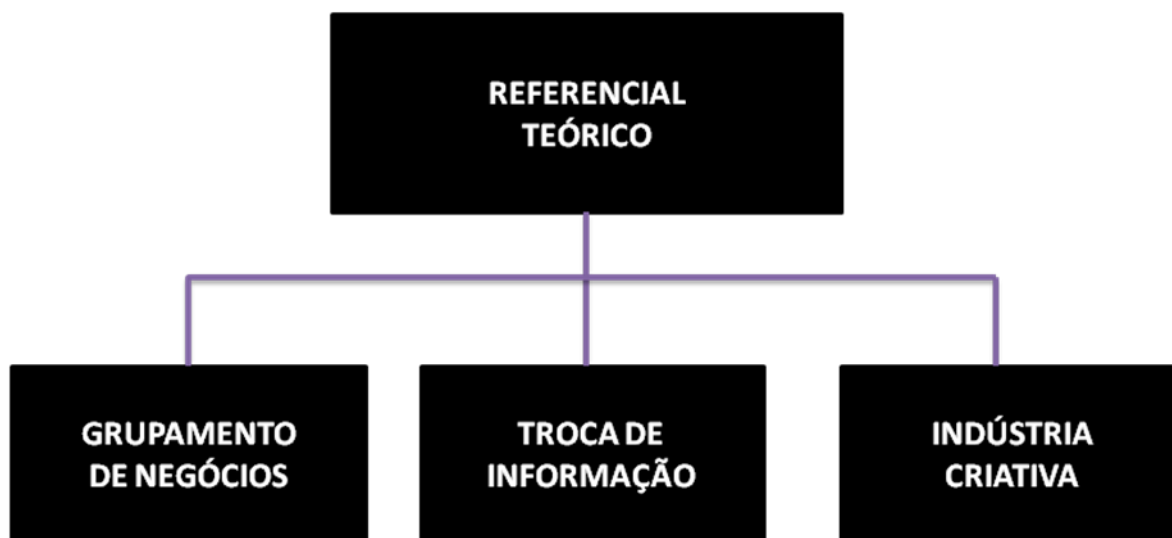 REFERENCIAL
TEÓRICO
GRUPAMENTO
DE NEGÓCIOS
TROCA DE
INFORMAÇÃO
INDÚSTRIA
CRIATIVA